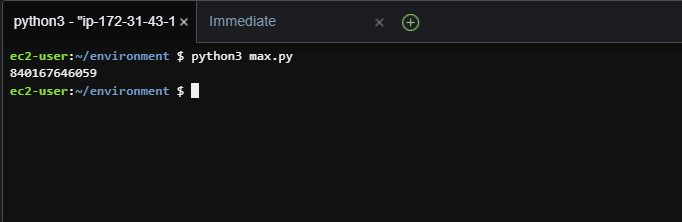 python3 - "ip-172-31-43-1
Immediate
ec2-user:~/environment $ python3 max.py
840167646059
ec2-user:~/environment $